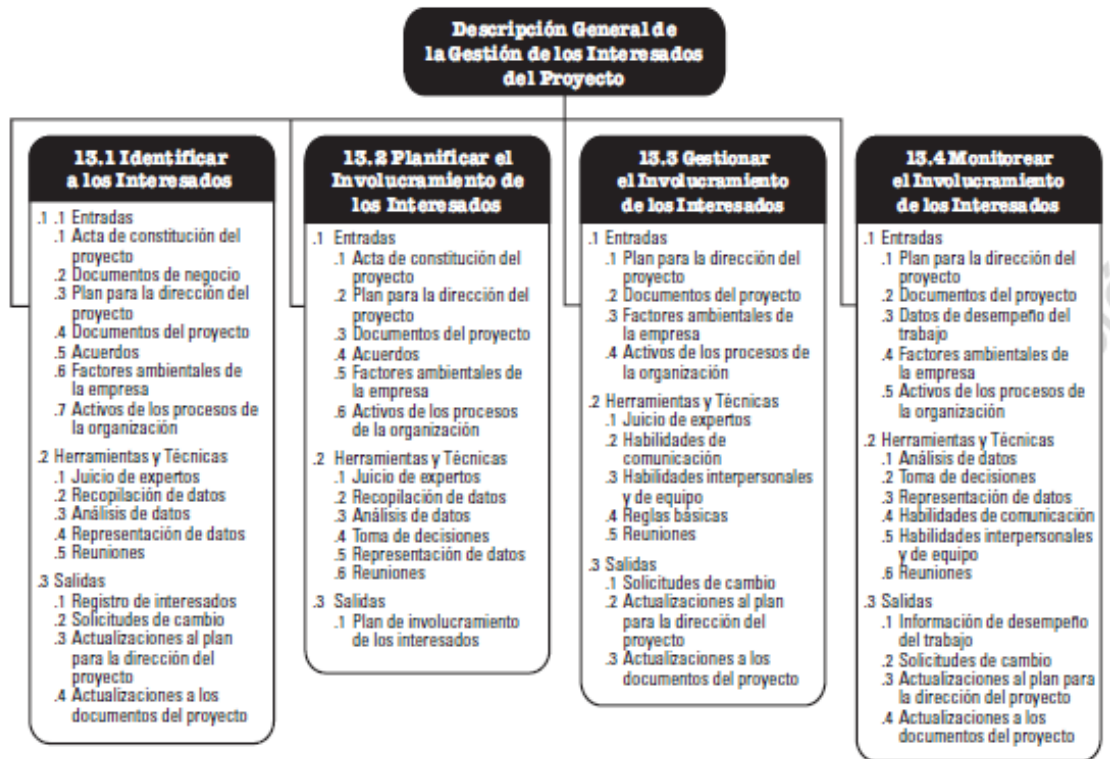 Descripción General de
la Gestión de los Interesados
del Proyecto
13.1 Identificar
a los Interesados
.1 .1 Entradas
.1 Acta de constitución del
proyecto
.2 Documentos de negocio
.3 Plan para la dirección del
proyecto
.4 Documentos del proyecto
.5 Acuerdos
.6 Factores ambientales de
la empresa
.7 Activos de los procesos de
la organización
.2 Herramientas y Técnicas
.1 Juicio de expertos
.2 Recopilación de datos
.3 Análisis de datos
.4 Representación de datos
.5 Reuniones
.3 Salidas
.1 Registro de interesados
.2 Solicitudes de cambio
.3 Actualizaciones al plan
para la dirección del
proyecto
.4 Actualizaciones a los
documentos del proyecto
13.2 Planificar el
Involucramiento de
los Interesados
.1 Entradas
.1 Acta de constitución del
proyecto
.2 Plan para la dirección del
proyecto
.3 Documentos del proyecto
.4 Acuerdos
.5 Factores ambientales de
la empresa
.6 Activos de los procesos
de la organización
.2 Herramientas y Técnicas
.1 Juicio de expertos
.2 Recopilación de datos
.3 Análisis de datos
.4 Toma de decisiones
.5 Representación de datos
.6 Reuniones
.3 Salidas
.1 Plan de involucramiento
de los interesados
13.3 Gestionar
el Involucramiento
de los Interesados
.1 Entradas
.1 Plan para la dirección del
proyecto
.2 Documentos del proyecto
.3 Factores ambientales de
la empresa
.4 Activos de los procesos de
la organización
.2 Herramientas y Técnicas
.1 Juicio de expertos
.2 Habilidades de
comunicación
.3 Habilidades interpersonales
y de equipo
.4 Reglas básicas
.5 Reuniones
.3 Salidas
.1 Solicitudes de cambio
.2 Actualizaciones al plan
para la dirección del
proyecto
.3 Actualizaciones a los
documentos del proyecto
13.4 Monitorear
el Involucramiento
de los Interesados
.1 Entradas
.1 Plan para la dirección del
proyecto
.2 Documentos del proyecto
.3 Datos de desempeño del
trabajo
.4 Factores ambientales de
la empresa
.5 Activos de los procesos de
la organización
.2 Herramientas y Técnicas
.1 Análisis de datos
.2 Toma de decisiones
.3 Representación de datos
.4 Habilidades de comunicación
.5 Habilidades interpersonales
y de equipo
.6 Reuniones
.3 Salidas
.1 Información de desempeño
del trabajo
.2 Solicitudes de cambio
.3 Actualizaciones al plan para
la dirección del proyecto
.4 Actualizaciones a los
documentos del proyecto